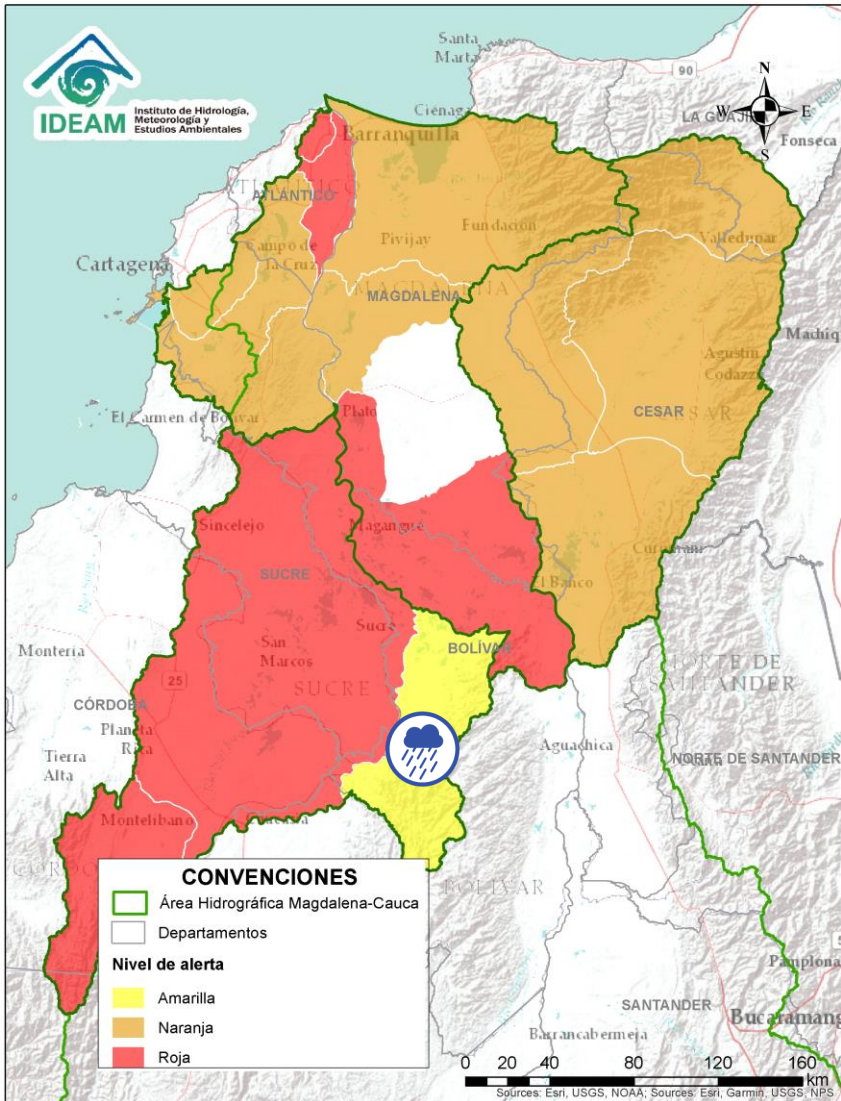 IDEAM
Instituto de Hidrología,
Meteorología y
Estudios Ambientales
Santa
Marta
90
N
W
E
S
LA GUAJI
Fonseca
Ciénaga
Barranquilla
ATLÁNTICO
Campo de
la Cruz
Pivijay
Fundación
Valledupar
Cartagena
MAGDALENA
Machiq
Agustín
Codazzi
CESAR
El Carmen de Bolívar
Plato
Sincelejo
Magangué
SUCRE
Curumaní
El Banco
Sucre
BOLÍVAR
San
Marcos
SUCRE
Montería
25
CÓRDOBA
Planeta
Rica
Tierra
Alta
NORTE DE
SANTANDER
Aguachica
NORTE DE SANTANDER
Montelíbano
BOLÍVAR
CONVENCIONES
Área Hidrográfica Magdalena-Cauca
Departamentos
Nivel de alerta
Amarilla
Naranja
Roja
Pamplona
SANTANDER
Bucaramang
Barrancabermeja
0 20 40 80 120 160
km
Sources: Esri, USGS, NOAA; Sources: Esri, Garmin, USGS, NPS